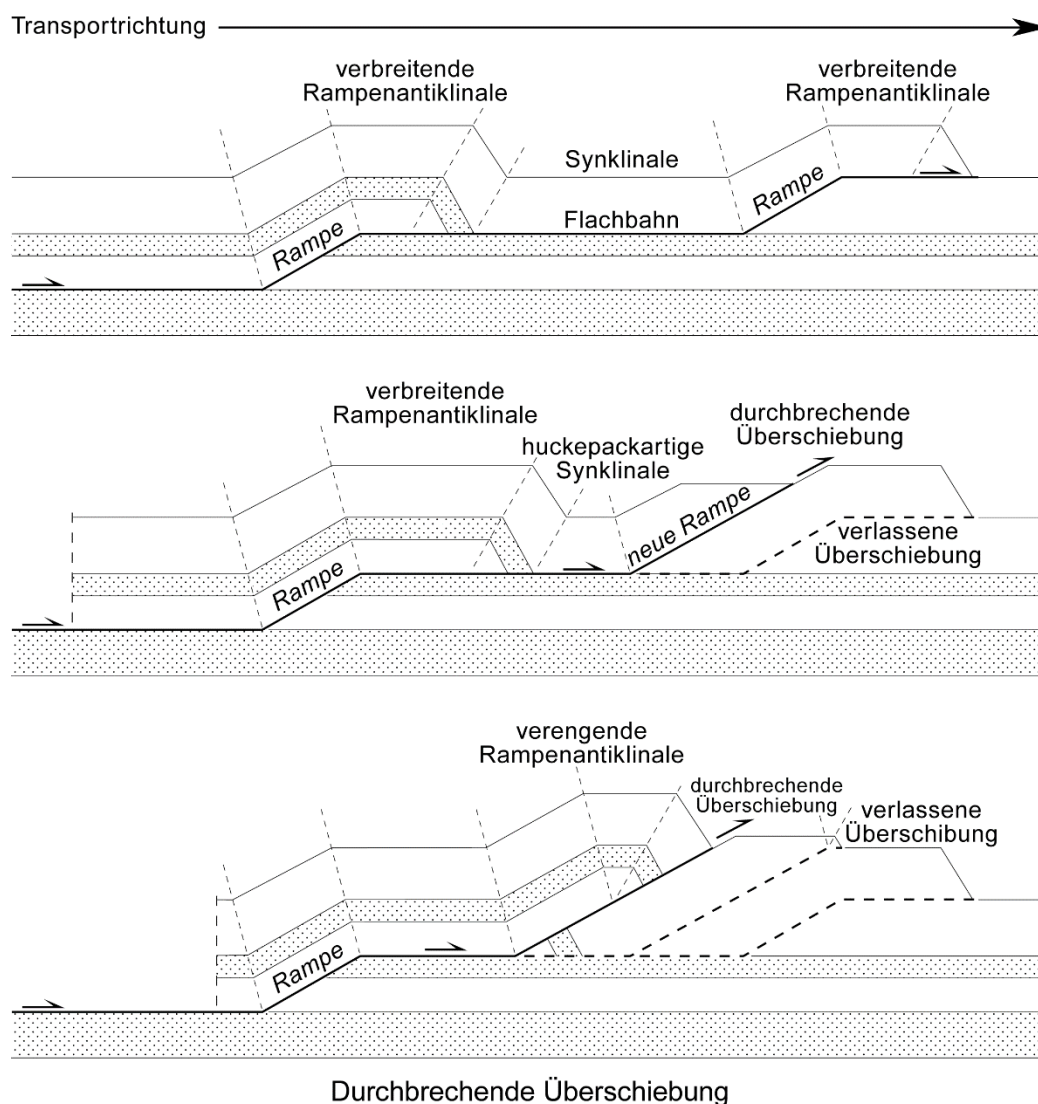 Transportrichtung
verbreitende
Rampenantiklinale
verbreitende
Rampenantiklinale
Synklinale
Rampe
Flachbahn
Rampe
verbreitende
Rampenantiklinale
huckepackartige
Synklinale
durchbrechende
Überschiebung
neue Rampe
verlassene
Überschiebung
Rampe
verengende
Rampenantiklinale
durchbrechende
Überschiebung
verlassene
Überschibung
Rampe
Durchbrechende Überschiebung